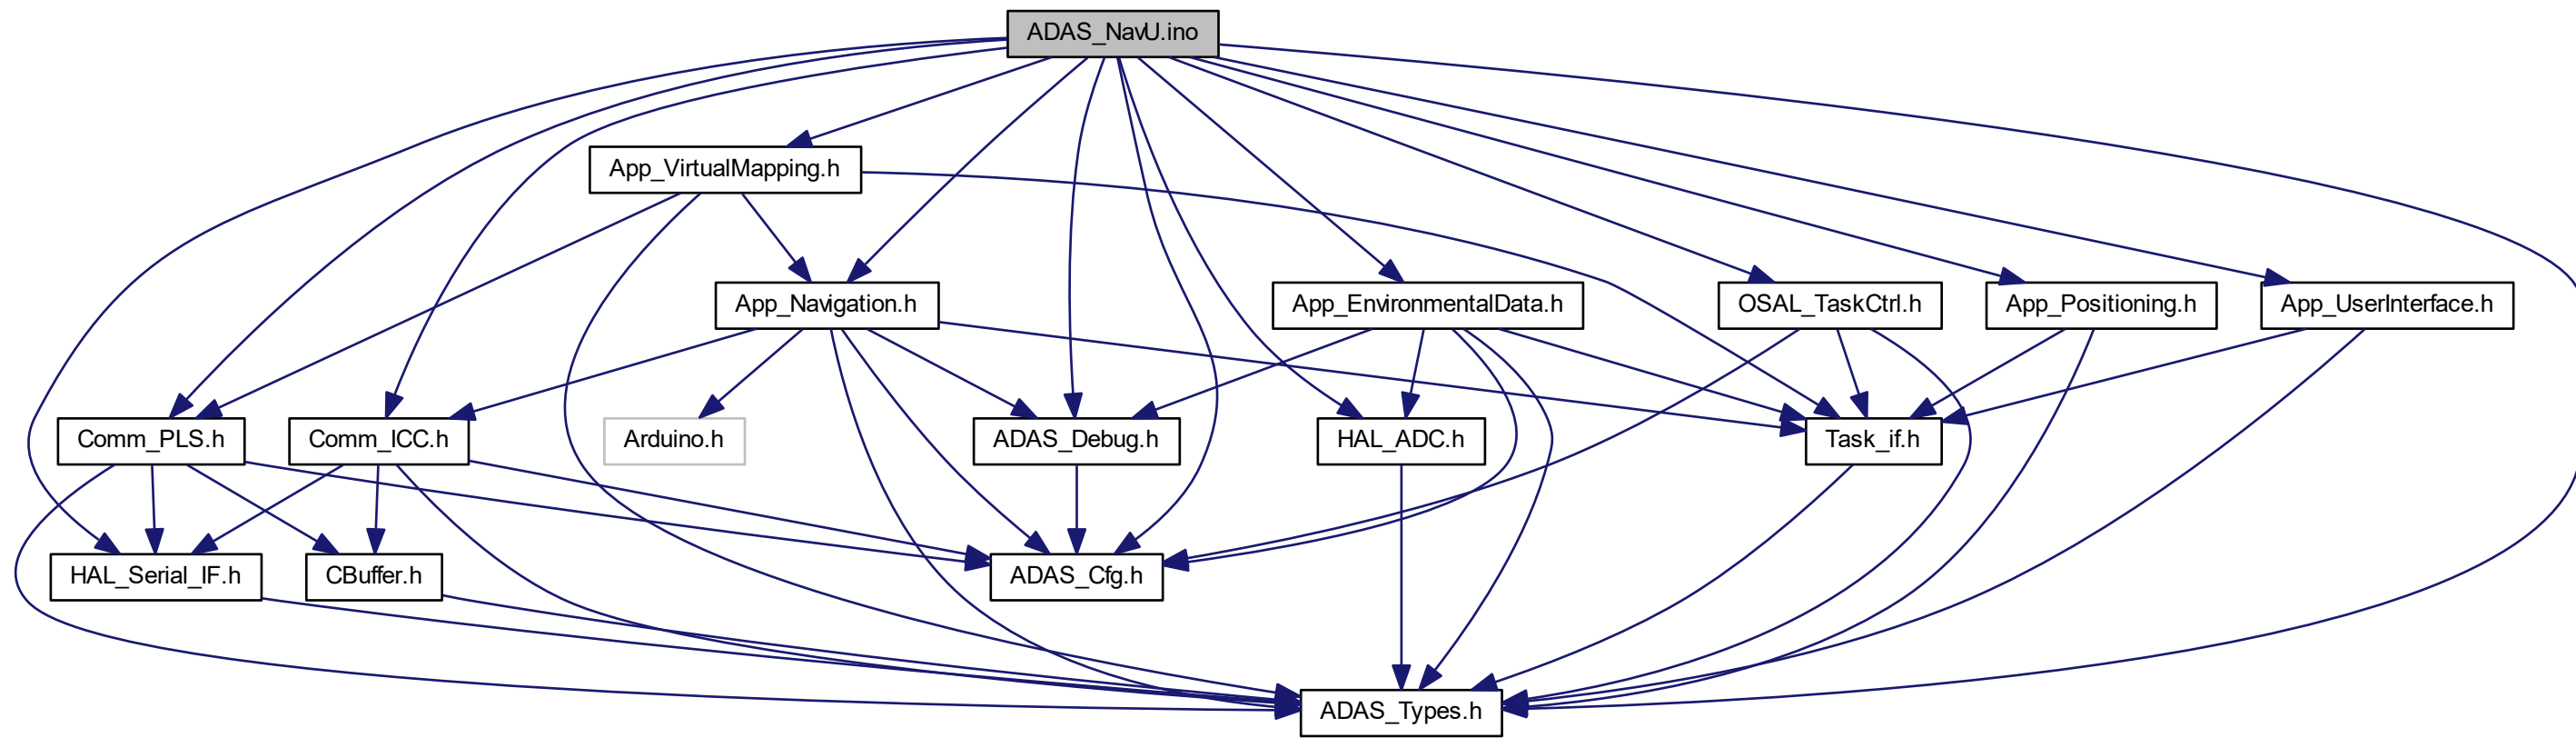 ADAS_NavU.ino
App_VirtualMapping.h
App_Navigation.h
App_EnvironmentalData.h
OSAL_TaskCtrl.h
App_Positioning.h
App_UserInterface.h
Comm_PLS.h
Comm_ICC.h
Arduino.h
ADAS_Debug.h
HAL_ADC.h
Task_if.h
HAL_Serial_IF.h
CBuffer.h
ADAS_Cfg.h
ADAS_Types.h